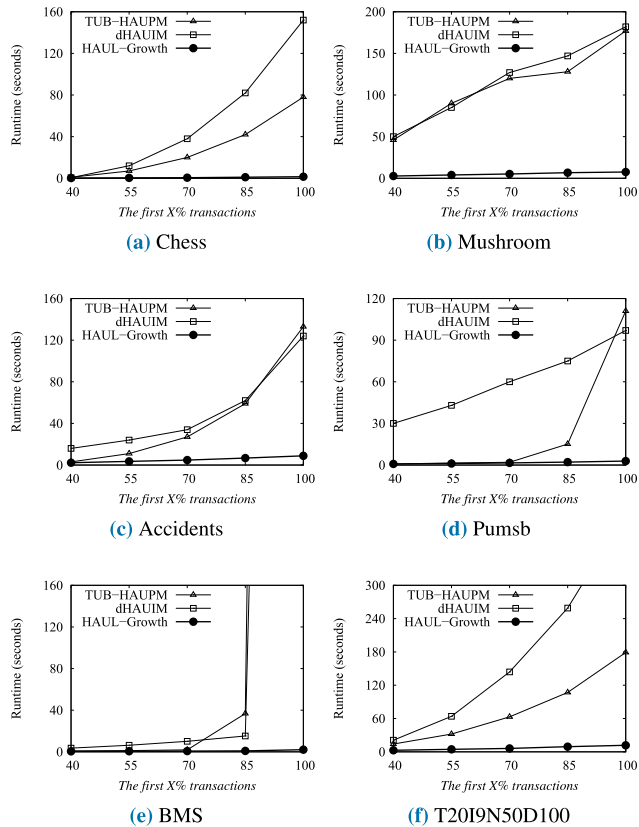 TUB-HAUPM
dHAUIM
HAUL-Growth
Runtime (seconds)
160
120
80
40
0
40 55 70 85 100
The first X% transactions
(a) Chess
TUB-HAUPM
dHAUIM
HAUL-Growth
Runtime (seconds)
200
150
100
50
0
40 55 70 85 100
The first X% transactions
(b) Mushroom
TUB-HAUPM
dHAUIM
HAUL-Growth
Runtime (seconds)
160
120
80
40
0
40 55 70 85 100
The first X% transactions
(c) Accidents
TUB-HAUPM
dHAUIM
HAUL-Growth
Runtime (seconds)
120
90
60
30
0
40 55 70 85 100
The first X% transactions
(d) Pumsb
TUB-HAUPM
dHAUIM
HAUL-Growth
Runtime (seconds)
160
120
80
40
0
40 55 70 85 100
The first X% transactions
(e) BMS
TUB-HAUPM
dHAUIM
HAUL-Growth
Runtime (seconds)
300
240
180
120
60
0
40 55 70 85 100
The first X% transactions
(f) T20I9N50D100